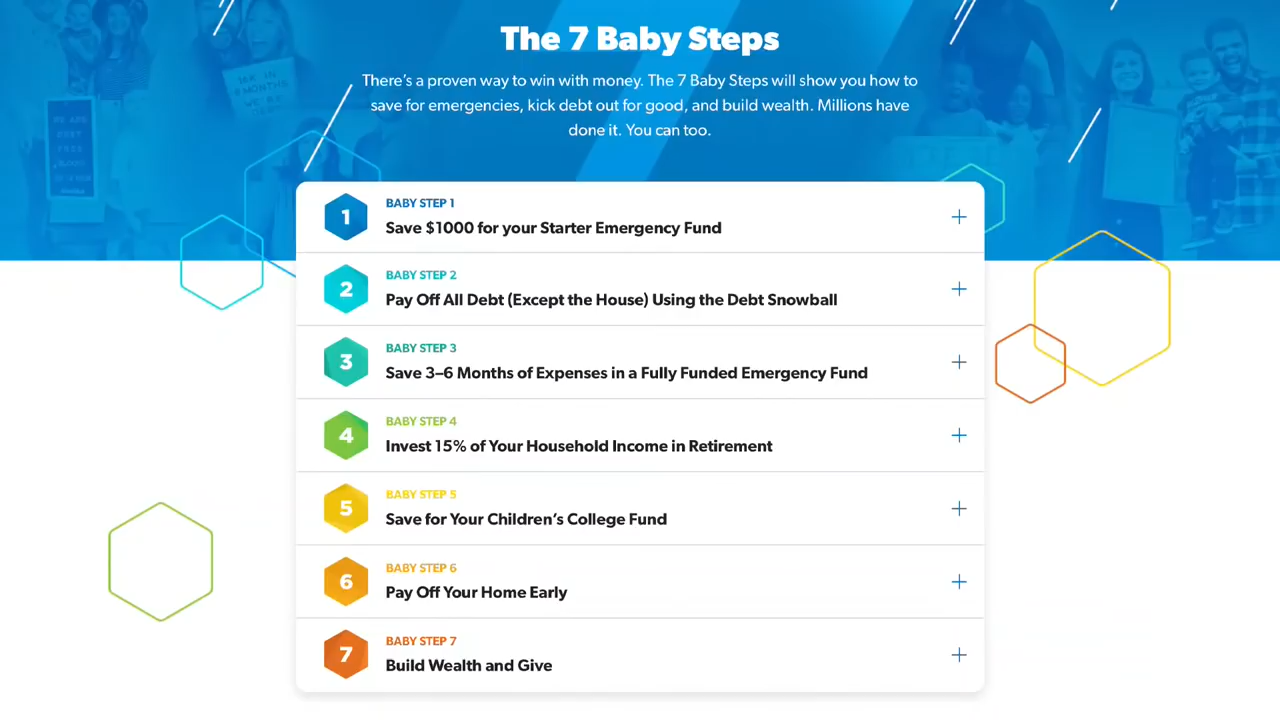 The 7 Baby Steps
There's a proven way to win with money. The 7 Baby Steps will show you how to
save for emergencies, kick debt out for good, and build wealth. Millions have
done it. You can too.
1
BABY STEP 1
Save $1000 for your Starter Emergency Fund
2
BABY STEP 2
Pay Off All Debt (Except the House) Using the Debt Snowball
3
BABY STEP 3
Save 3–6 Months of Expenses in a Fully Funded Emergency Fund
4
BABY STEP 4
Invest 15% of Your Household Income in Retirement
5
BABY STEP 5
Save for Your Children's College Fund
6
BABY STEP 6
Pay Off Your Home Early
7
BABY STEP 7
Build Wealth and Give